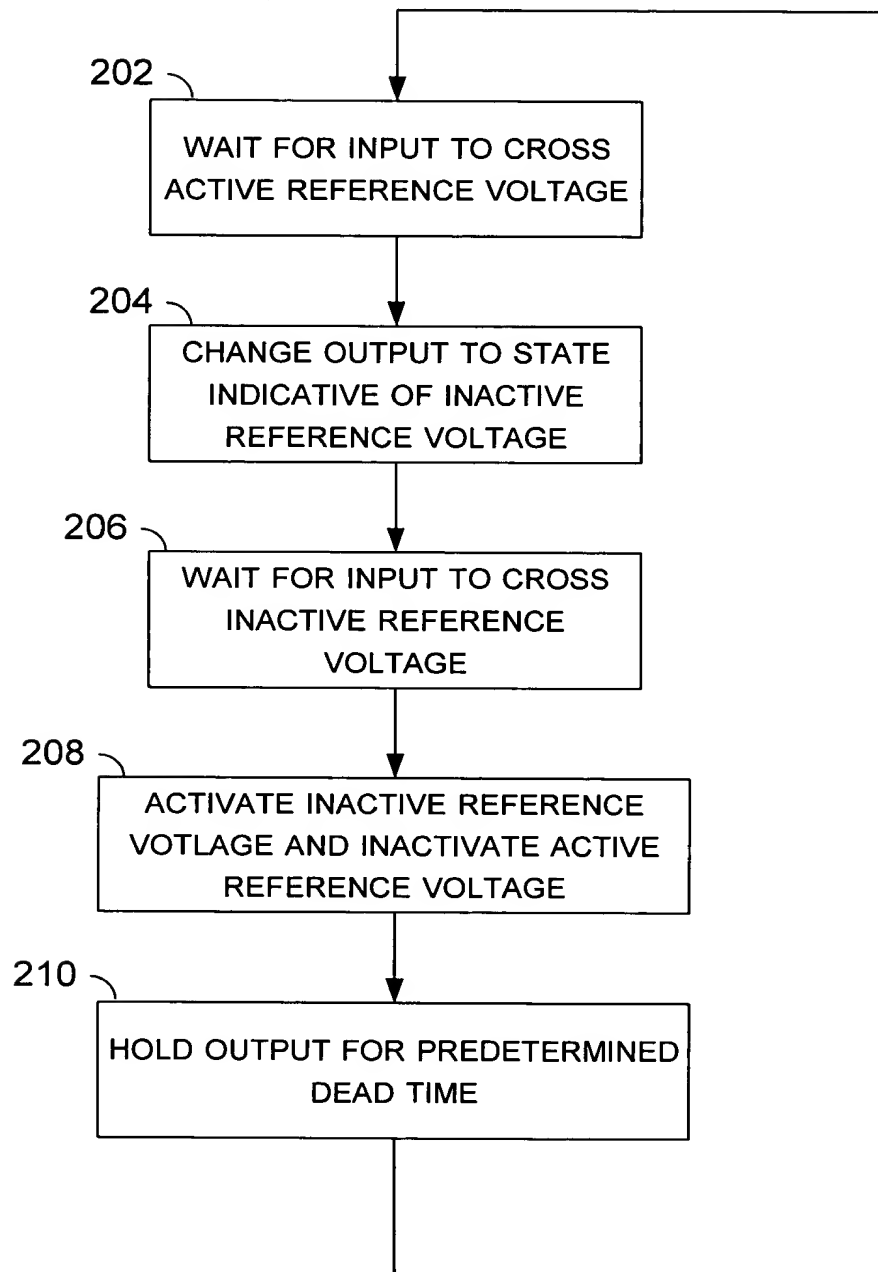 202
WAIT FOR INPUT TO CROSS
ACTIVE REFERENCE VOLTAGE
204
CHANGE OUTPUT TO STATE
INDICATIVE OF INACTIVE
REFERENCE VOLTAGE
206
WAIT FOR INPUT TO CROSS
INACTIVE REFERENCE
VOLTAGE
208
ACTIVATE INACTIVE REFERENCE
VOTLAGE AND INACTIVATE ACTIVE
REFERENCE VOLTAGE
210
HOLD OUTPUT FOR PREDETERMINED
DEAD TIME